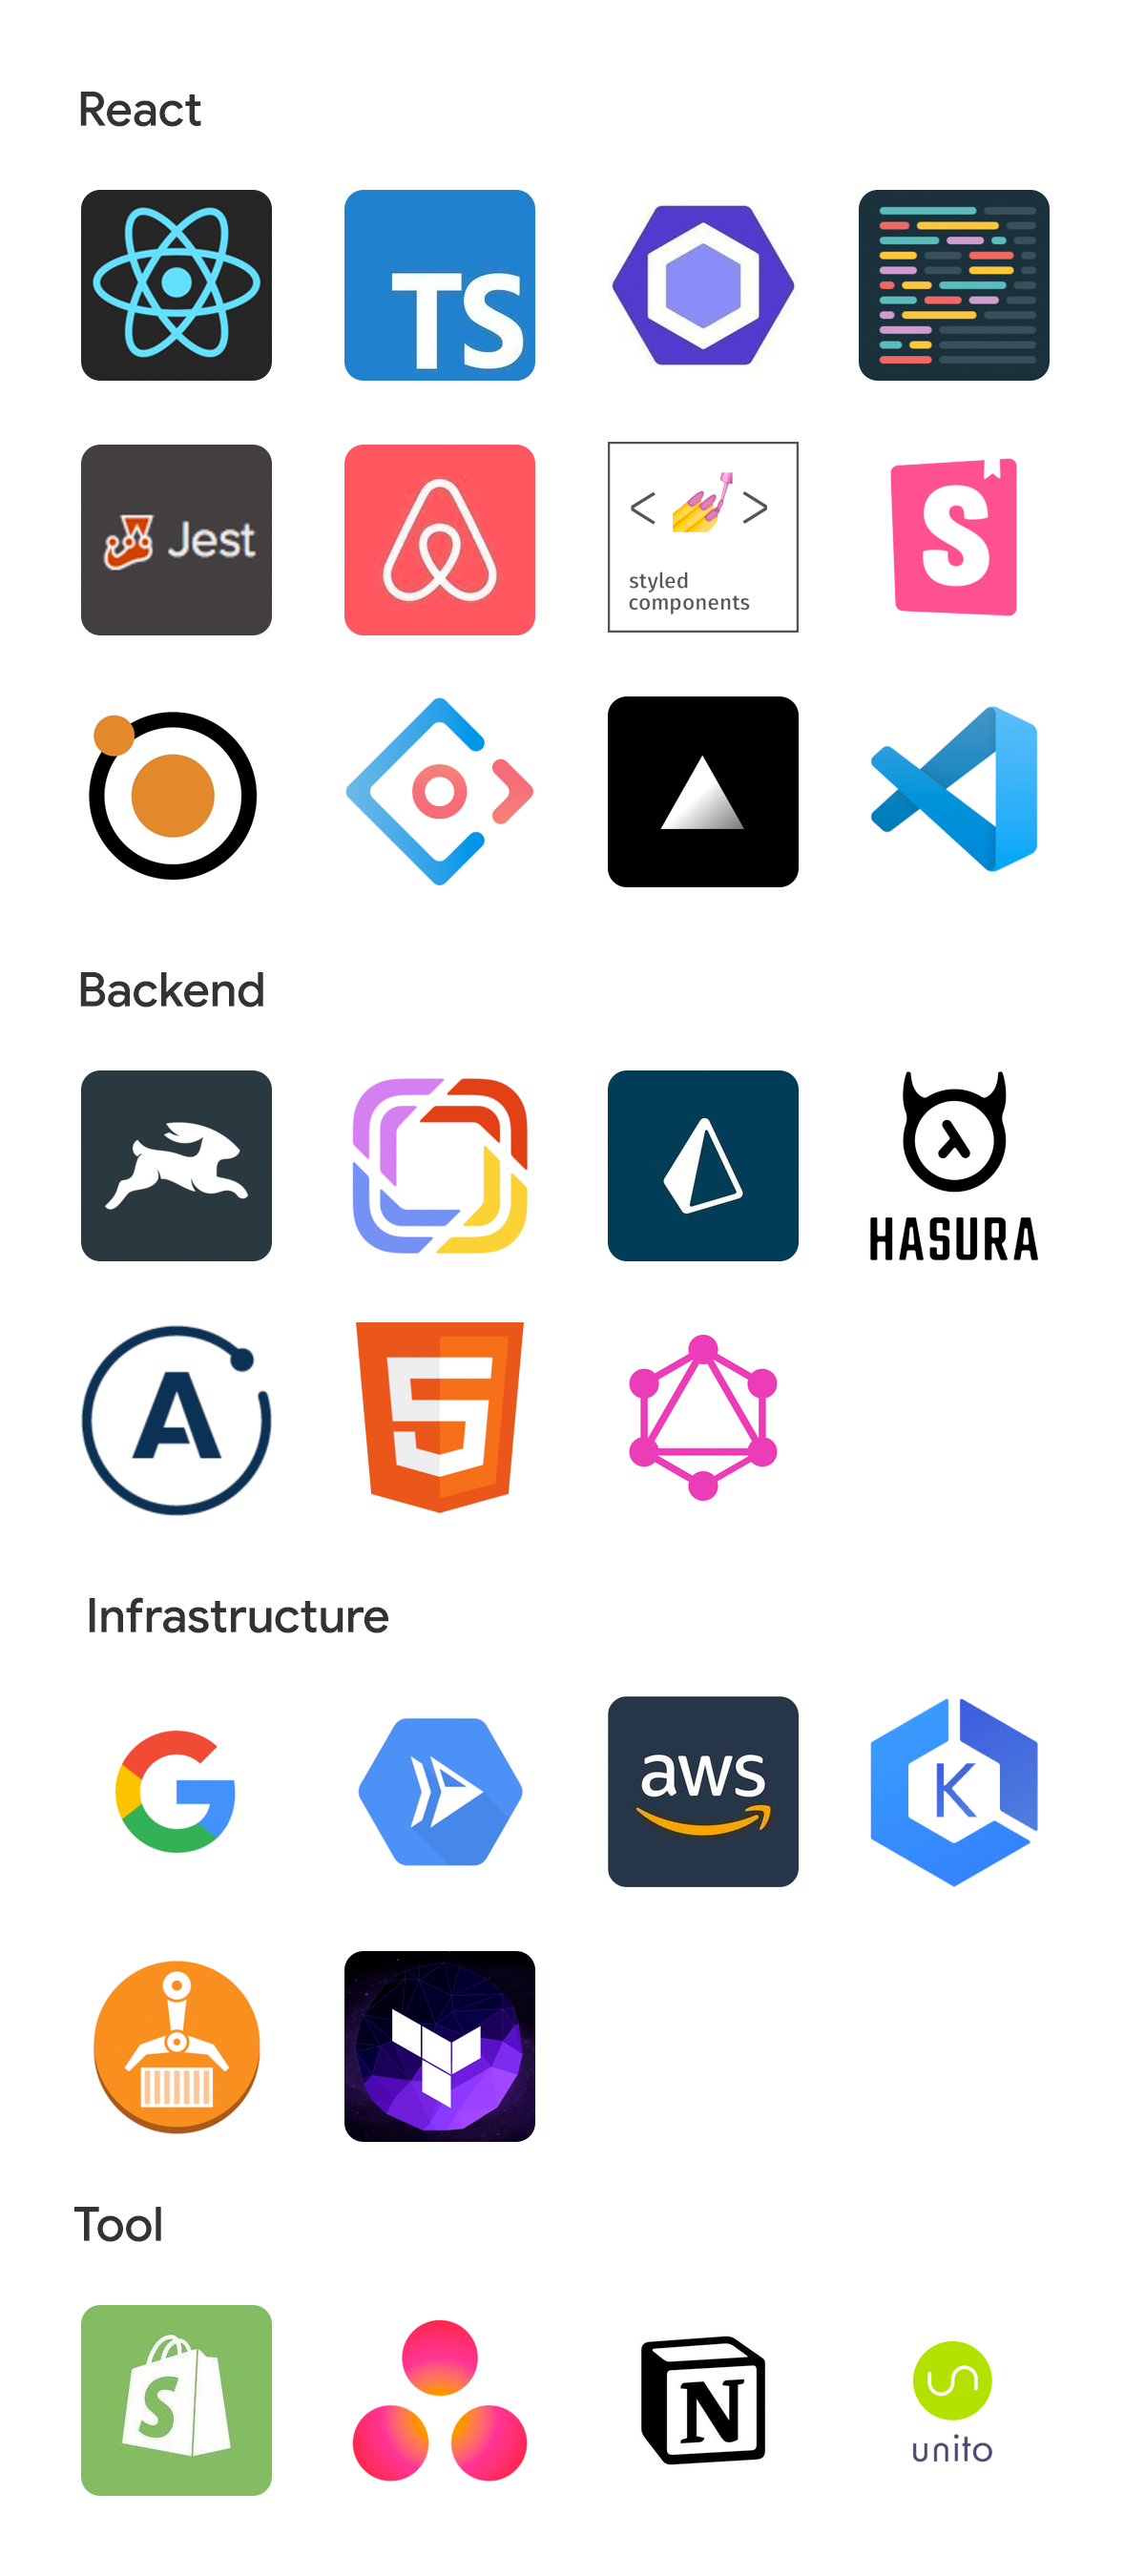 React
TS
Jest
styled
components
S
Backend
HASURA
A
5
Infrastructure
G
aws
K
Tool
S
N
unito